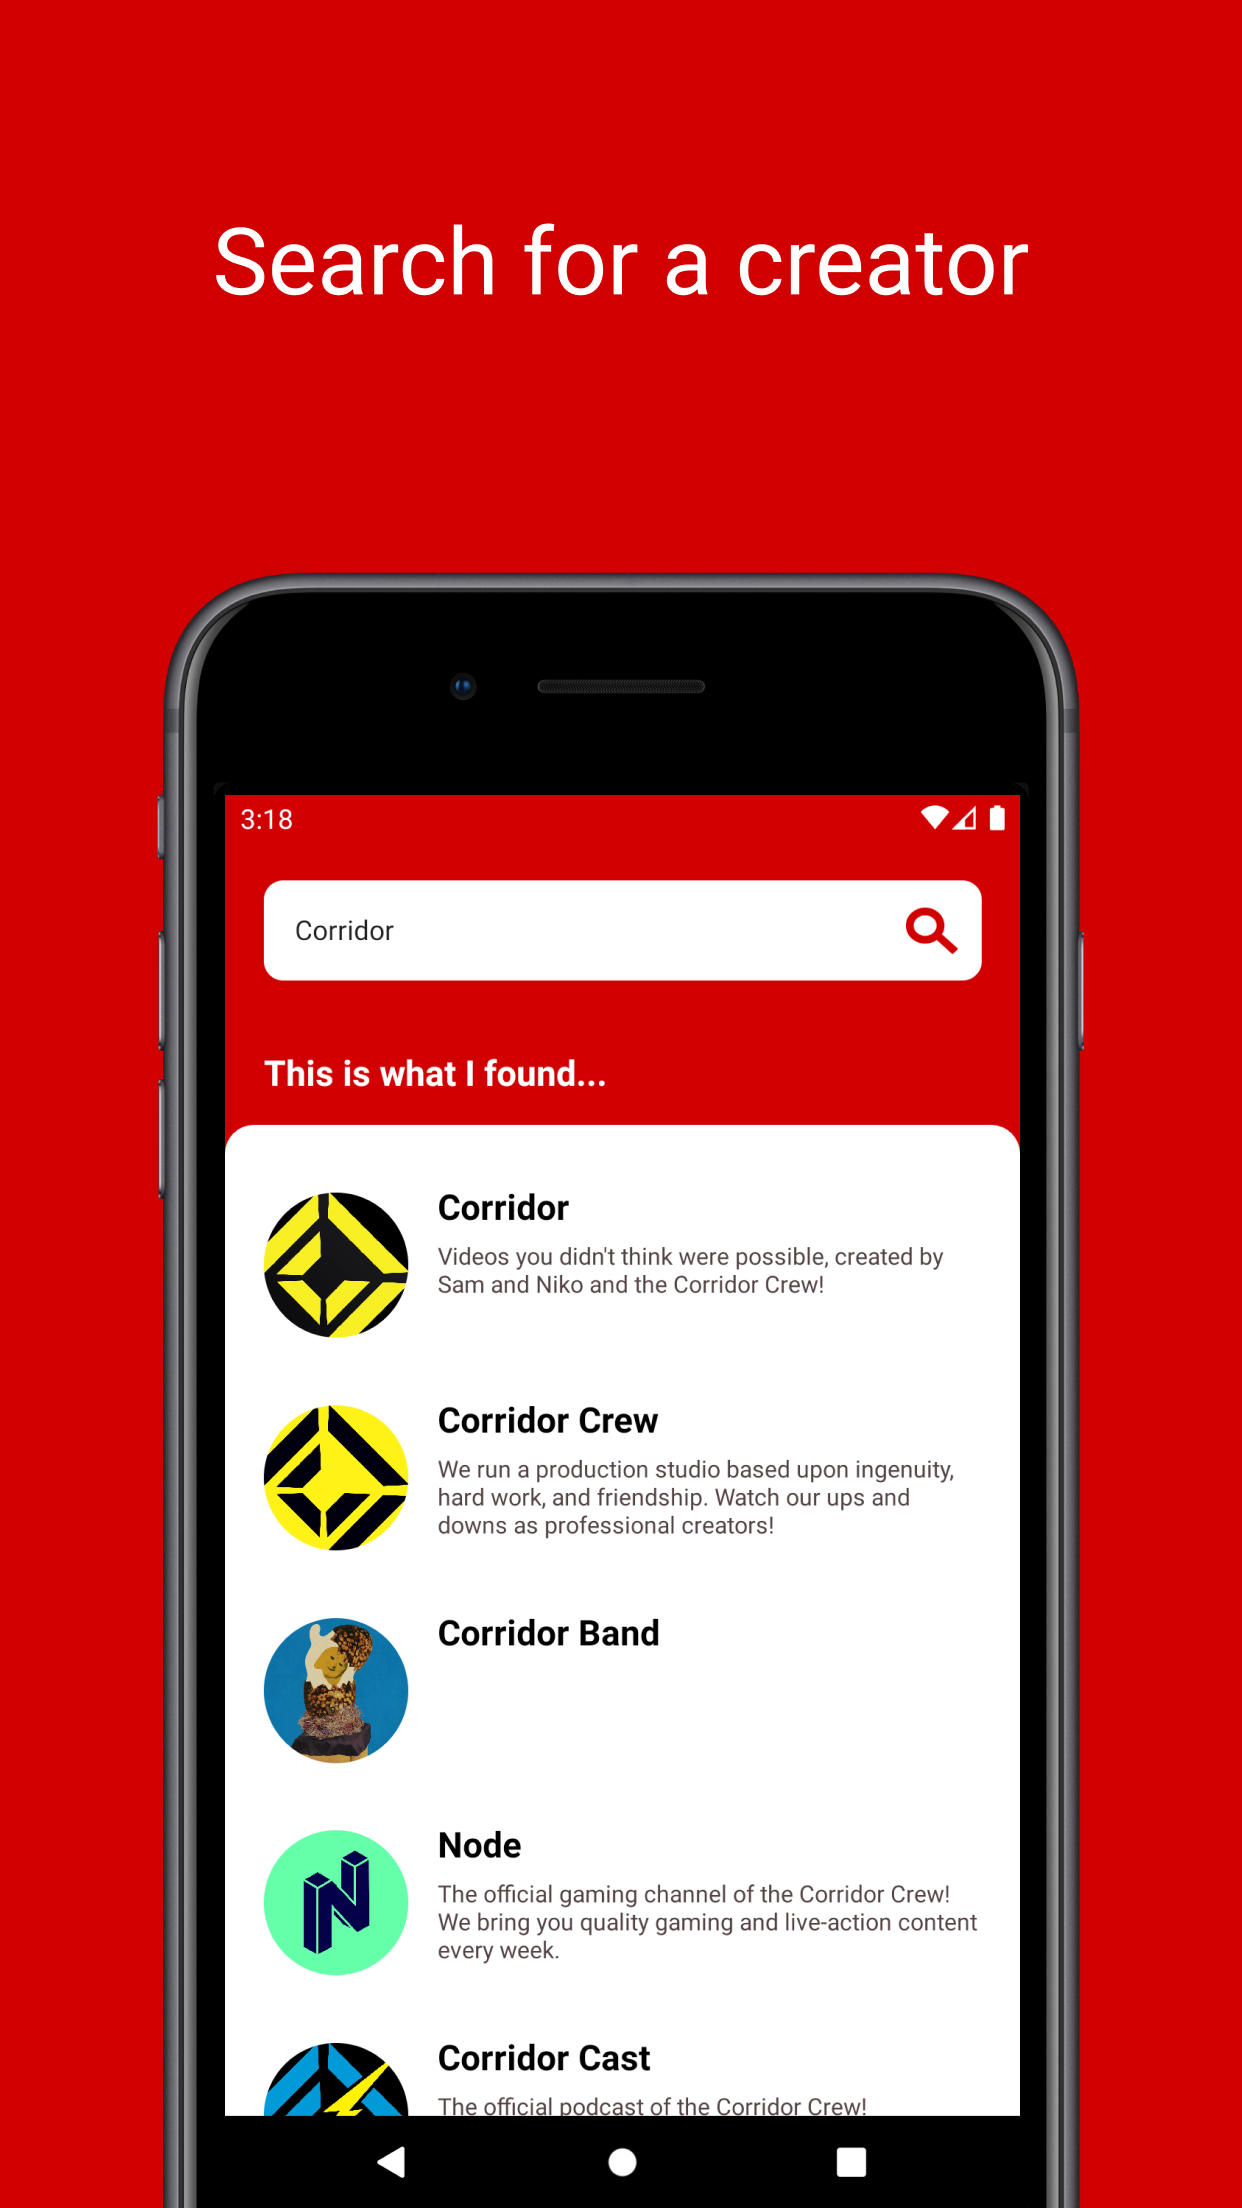 Search for a creator
3:18
Corridor
This is what I found...
Corridor
Videos you didn't think were possible, created by
Sam and Niko and the Corridor Crew!
Corridor Crew
We run a production studio based upon ingenuity,
hard work, and friendship. Watch our ups and
downs as professional creators!
Corridor Band
Node
The official gaming channel of the Corridor Crew!
We bring you quality gaming and live-action content
every week.
Corridor Cast
The official podcast of the Corridor Crew!